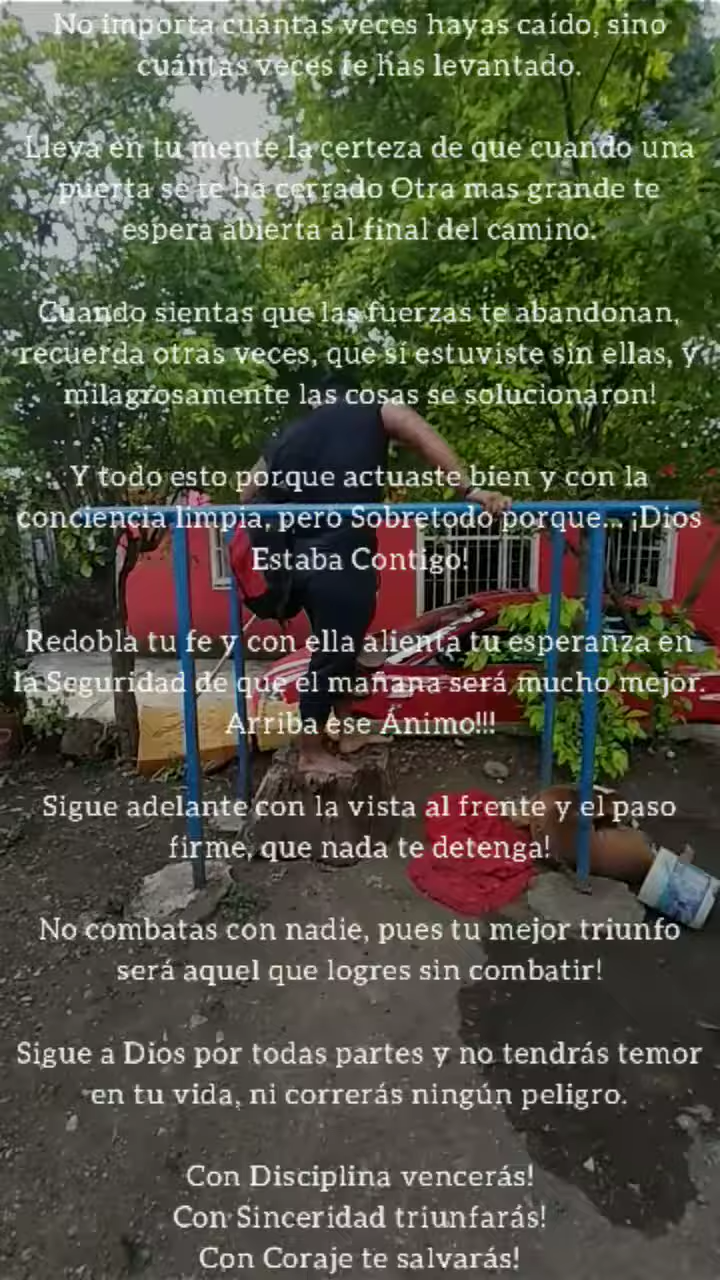 No importa cuántas veces hayas caído, sino
cuántas veces te has levantado.
Lleva en tu mente la certeza de que cuando una
puerta se te ha cerrado Otra mas grande te
espera abierta al final del camino.
Cuando sientas que las fuerzas te abandonan,
recuerda otras veces, que sí estuviste sin ellas, y
milagrosamente las cosas se solucionaron!
Y todo esto porque actuaste bien y con la
conciencia limpia, pero Sobretodo porque... ¡Dios
Estaba Contigo!
Redobla tu fe y con ella alienta tu esperanza en
la Seguridad de que el mañana será mucho mejor.
Arriba ese Ánimo!!!
Sigue adelante con la vista al frente y el paso
firme, que nada te detenga!
No combatas con nadie, pues tu mejor triunfo
será aquel que logres sin combatir!
Sigue a Dios por todas partes y no tendrás temor
en tu vida, ni correrás ningún peligro.
Con Disciplina vencerás!
Con Sinceridad triunfarás!
Con Coraje te salvarás!